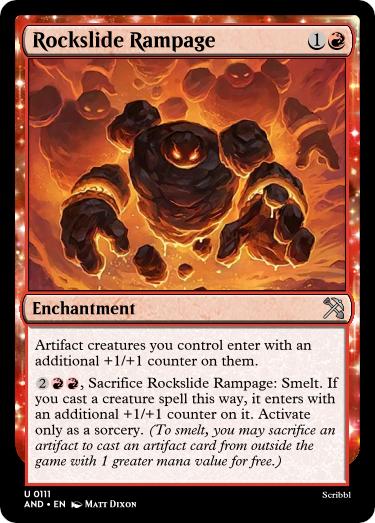 Rockslide Rampage 1
Enchantment
Artifact creatures you control enter with an
additional +1/+1 counter on them.
2, Sacrifice Rockslide Rampage: Smelt. If
you cast a creature spell this way, it enters
with an additional +1/+1 counter on it. Activate
only as a sorcery. (To smelt, you may sacrifice an
artifact to cast an artifact card from outside the
game with 1 greater mana value for free.)
U 0111
AND • EN Matt Dixon
Scribbl